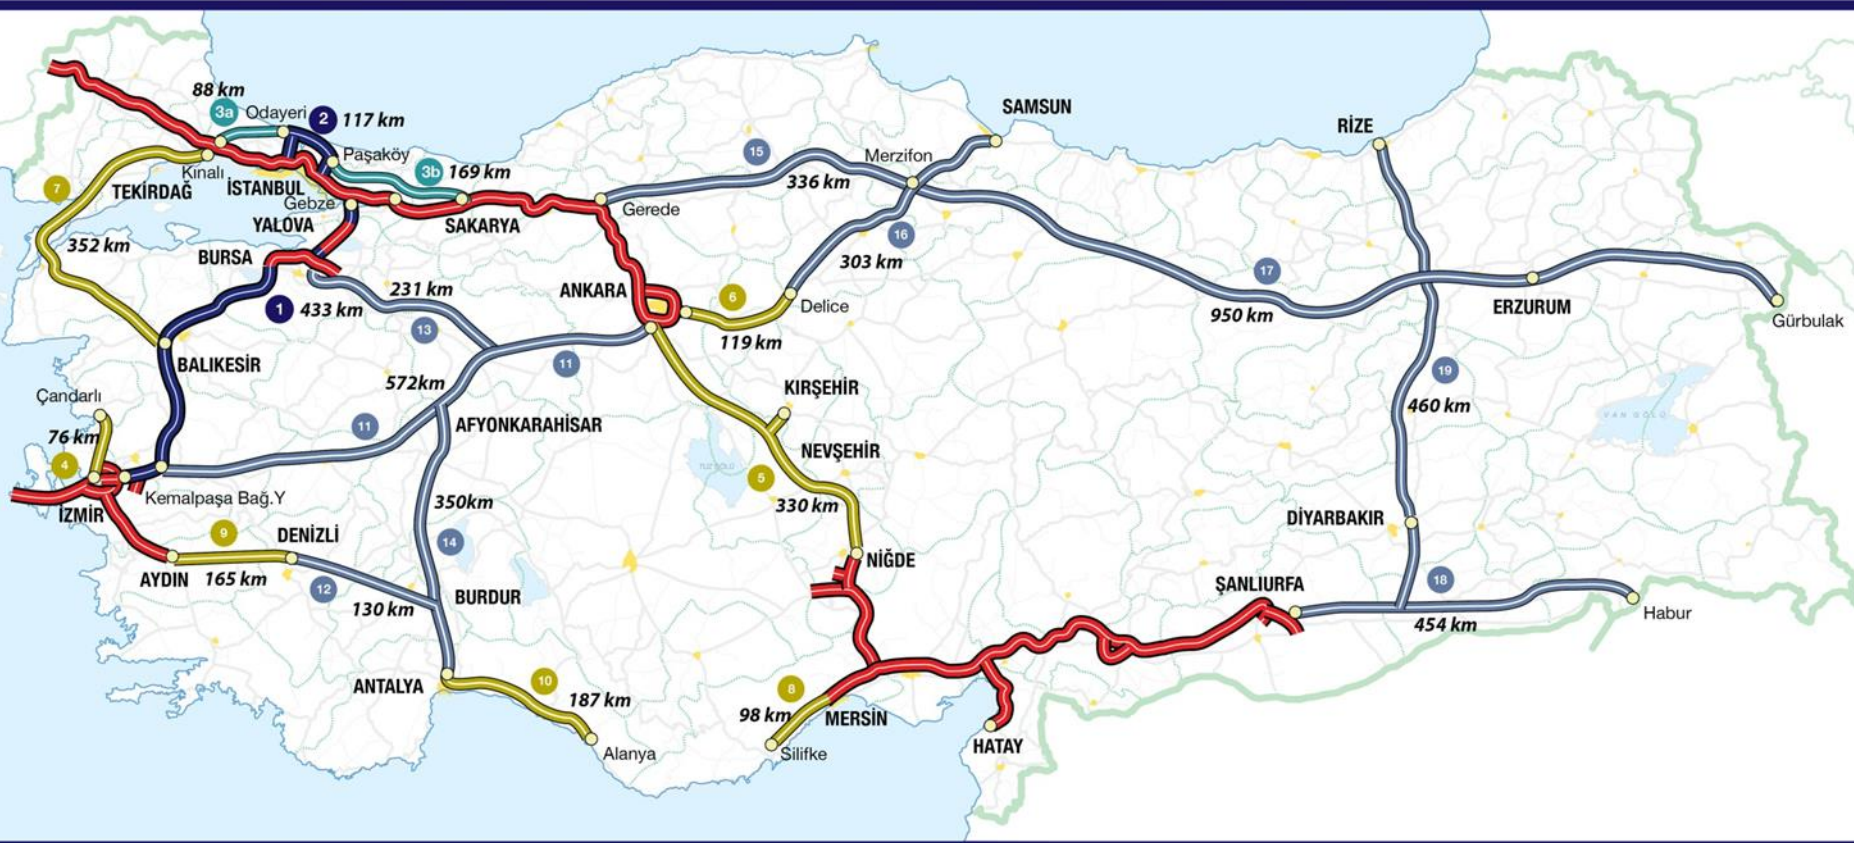 88 km
3a
Odayeri
2
117 km
SAMSUN
RİZE
15
Merzifon
Paşaköy
3b
169 km
336 km
Kınalı
7
TEKİRDAĞ
İSTANBUL
Gebze
Gerede
YALOVA
SAKARYA
16
352 km
BURSA
303 km
17
ANKARA
231 km
6
Delice
950 km
ERZURUM
1
433 km
Gürbulak
13
119 km
BALIKESİR
11
19
572km
KIRŞEHİR
Çandarlı
460 km
VAN GÖLÜ
11
AFYONKARAHİSAR
76 km
NEVŞEHİR
4
TUZ GÖLÜ
5
Kemalpaşa Bağ.Y
350km
330 km
İZMİR
DİYARBAKIR
9
DENİZLİ
14
NİĞDE
AYDIN
165 km
12
ŞANLIURFA
18
130 km
BURDUR
Habur
454 km
ANTALYA
10
187 km
8
98 km
MERSİN
Alanya
Silifke
HATAY